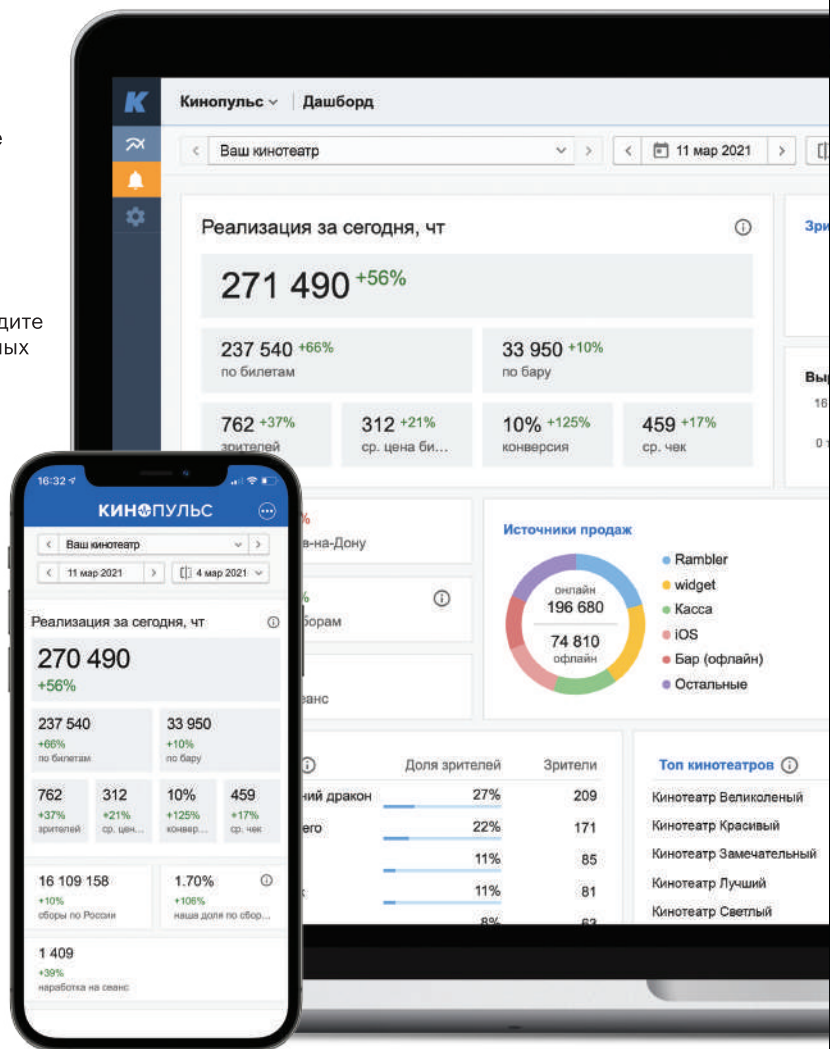 е
дите
ных
K
Кинопульс
Дашборд
Ваш кинотеатр
11 мар 2021
Реализация за сегодня, чт
271 490 +56%
237 540 +66%
по билетам
33 950 +10%
по бару
762 +37%
зрителей
312 +21%
ср. цена би...
10% +125%
конверсия
459 +17%
ср. чек
Зри
Выр
16
0 т
%
в-на-Дону
%
борам
еанс
Источники продаж
онлайн
196 680
74 810
офлайн
Rambler
widget
Касса
iOS
Бар (офлайн)
Остальные
Доля зрителей
Зрители
ний дракон
27%
209
его
22%
171
11%
85
к
11%
81
8%
63
Топ кинотеатров
Кинотеатр Великоленый
Кинотеатр Красивый
Кинотеатр Замечательный
Кинотеатр Лучший
Кинотеатр Светлый
16:32
КИНОПУЛЬС
Ваш кинотеатр
11 мар 2021
4 мар 2021
Реализация за сегодня, чт
270 490
+56%
237 540
+66%
по билетам
33 950
+10%
по бару
762
+37%
зрителей
312
+21%
ср. цен...
10%
+125%
конвер...
459
+17%
ср. чек
16 109 158
+10%
сборы по России
1.70%
+106%
наша доля по сбор...
1 409
+39%
наработка на сеанс